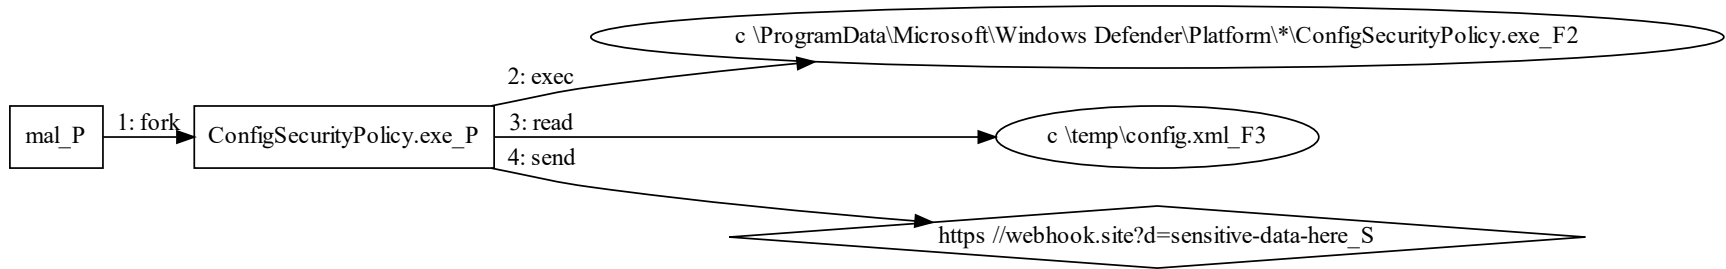 c \ProgramData\Microsoft\Windows Defender\Platform\*\ConfigSecurityPolicy.exe_F2
2: exec
mal_P
1: fork
ConfigSecurityPolicy.exe_P
3: read
c \temp\config.xml_F3
4: send
https //webhook.site?d=sensitive-data-here_S